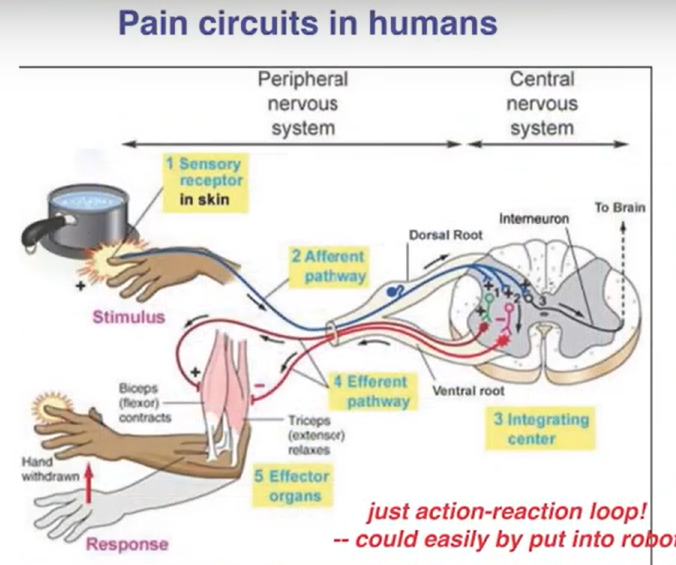 Pain circuits in humans
Peripheral
nervous
system
Central
nervous
system
1 Sensory
receptor
in skin
To Brain
Interneuron
Dorsal Root
2 Afferent
pathway
+
Stimulus
+
1
+
2
3
-
-
+
-
4 Efferent
pathway
Ventral root
Biceps
(flexor)
contracts
Triceps
(extensor)
relaxes
3 Integrating
center
Hand
withdrawn
5 Effector
organs
Response
just action-reaction loop!
-- could easily by put into robot